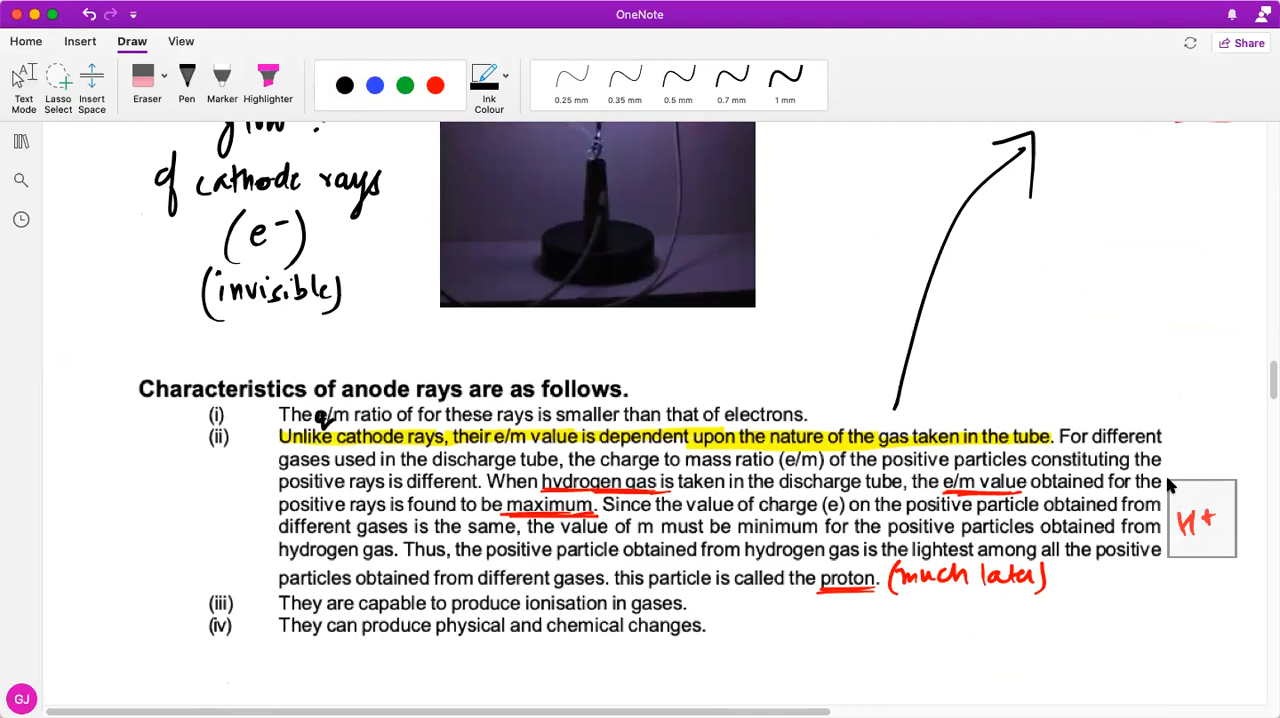 OneNote
Home Insert Draw View
Share
Text Mode
Lasso Select
Insert Space
Eraser
Pen
Marker
Highlighter
Ink Colour
0.25 mm
0.35 mm
0.5 mm
0.7 mm
1 mm
of cathode rays
(e-)
(invisible)
Characteristics of anode rays are as follows.
(i) The q/m ratio of for these rays is smaller than that of electrons.
(ii) Unlike cathode rays, their e/m value is dependent upon the nature of the gas taken in the tube. For different
gases used in the discharge tube, the charge to mass ratio (e/m) of the positive particles constituting the
positive rays is different. When hydrogen gas is taken in the discharge tube, the e/m value obtained for the
positive rays is found to be maximum. Since the value of charge (e) on the positive particle obtained from
different gases is the same, the value of m must be minimum for the positive particles obtained from
hydrogen gas. Thus, the positive particle obtained from hydrogen gas is the lightest among all the positive
particles obtained from different gases. this particle is called the proton. (much later)
H+
(iii) They are capable to produce ionisation in gases.
(iv) They can produce physical and chemical changes.
GJ